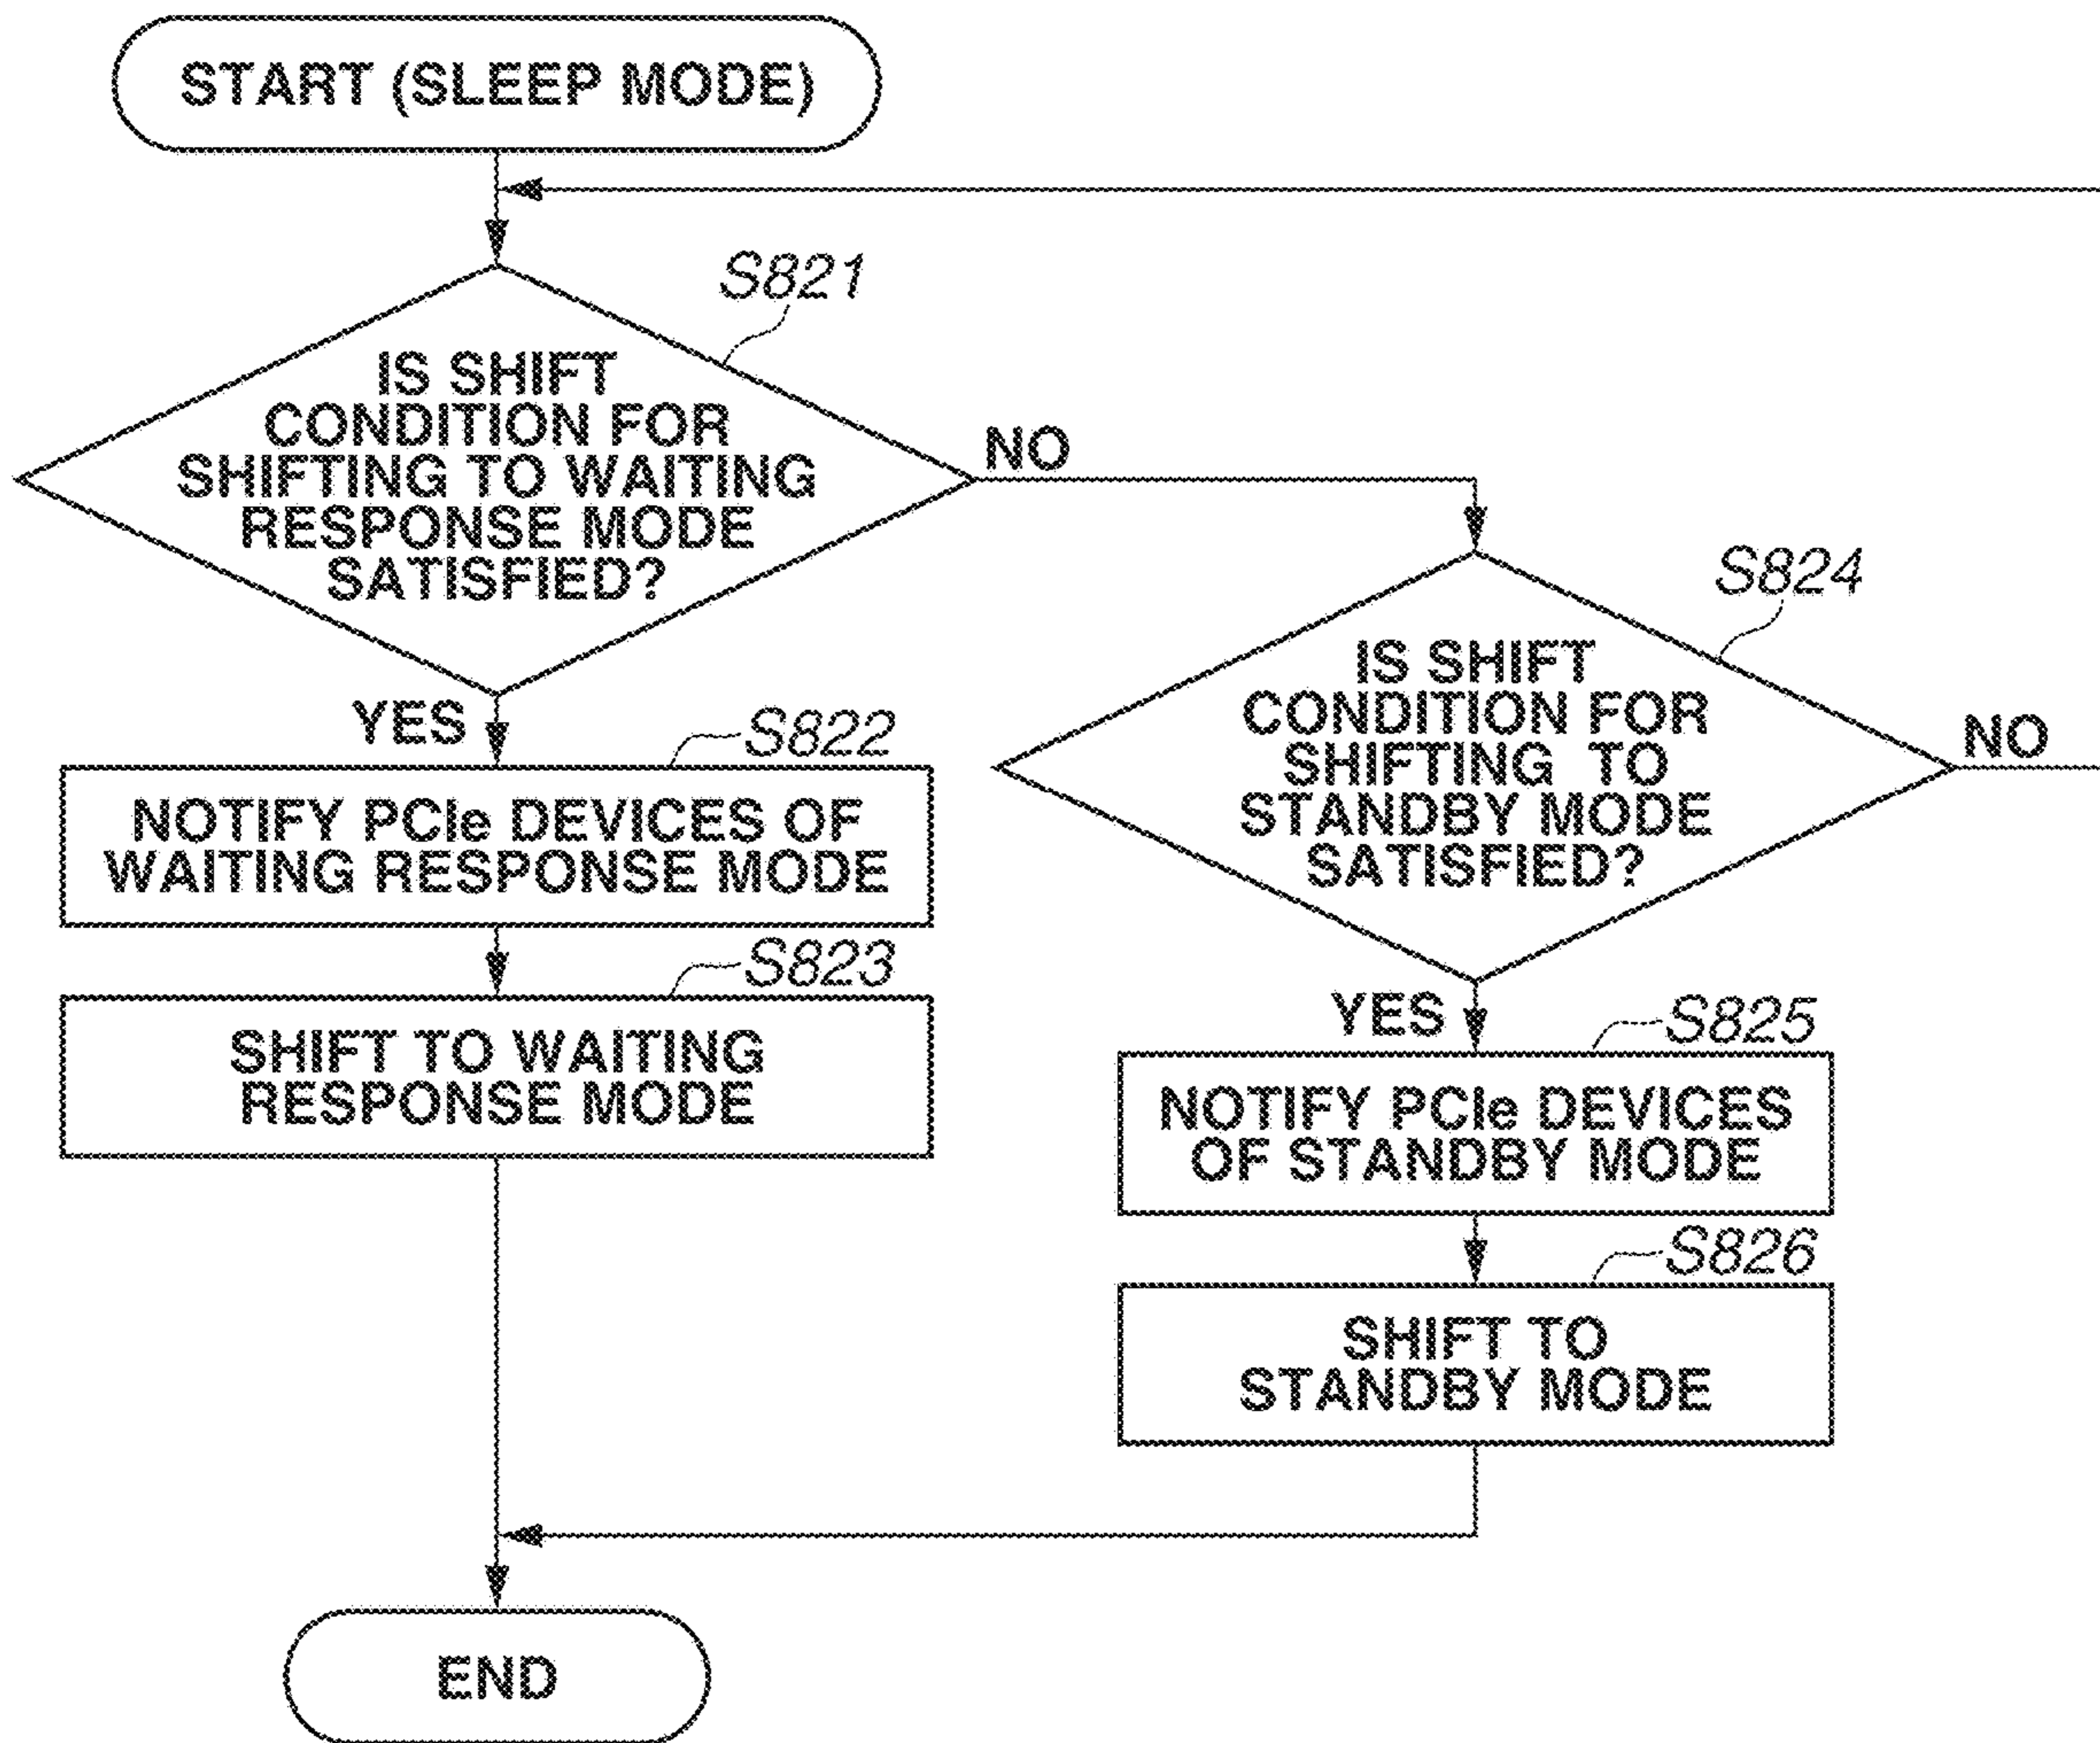 START (SLEEP MODE)
S821
IS SHIFT
CONDITION FOR
SHIFTING TO WAITING
RESPONSE MODE
SATISFIED?
NO
YES
S822
NOTIFY PCIe DEVICES OF
WAITING RESPONSE MODE
S823
SHIFT TO WAITING
RESPONSE MODE
S824
IS SHIFT
CONDITION FOR
SHIFTING TO
STANDBY MODE
SATISFIED?
NO
YES
S825
NOTIFY PCIe DEVICES
OF STANDBY MODE
S826
SHIFT TO
STANDBY MODE
END